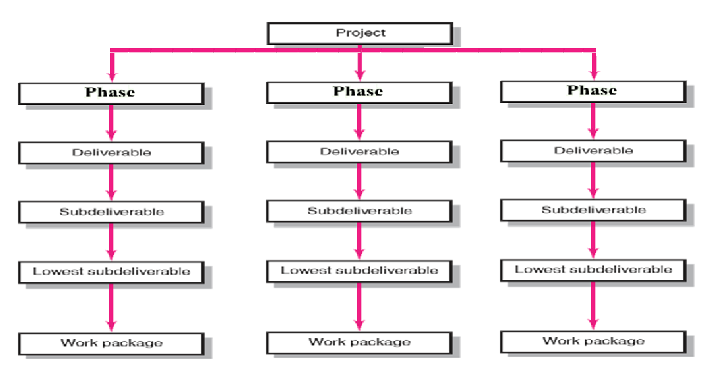 Project
Phase Phase Phase
Deliverable Deliverable Deliverable
Subdeliverable Subdeliverable Subdeliverable
Lowest subdeliverable Lowest subdeliverable Lowest subdeliverable
Work package Work package Work package